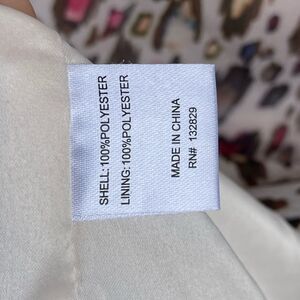 SHELL:100%POLYESTER
LINING:100%POLYESTER
MADE IN CHINA
RN# 132829